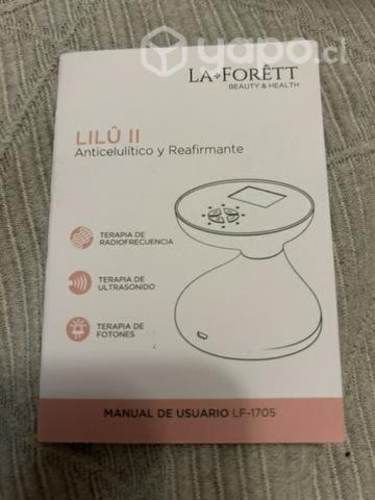 yapo.cl
LA FORÊTT
BEAUTY & HEALTH
LILÛ II
Anticelulítico y Reafirmante
TERAPIA DE
RADIOFRECUENCIA
TERAPIA DE
ULTRASONIDO
TERAPIA DE
FOTONES
MANUAL DE USUARIO LF-1705